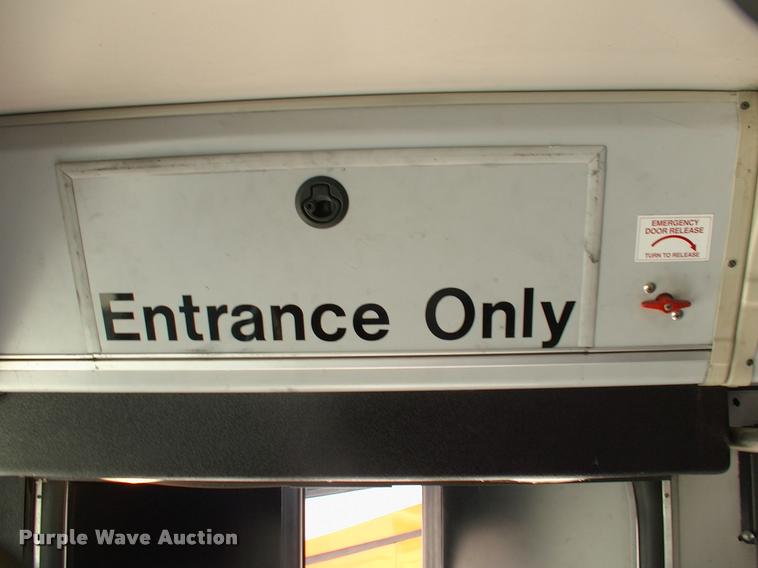 EMERGENCY
DOOR RELEASE
TURN TO RELEASE
Entrance Only
Purple Wave Auction